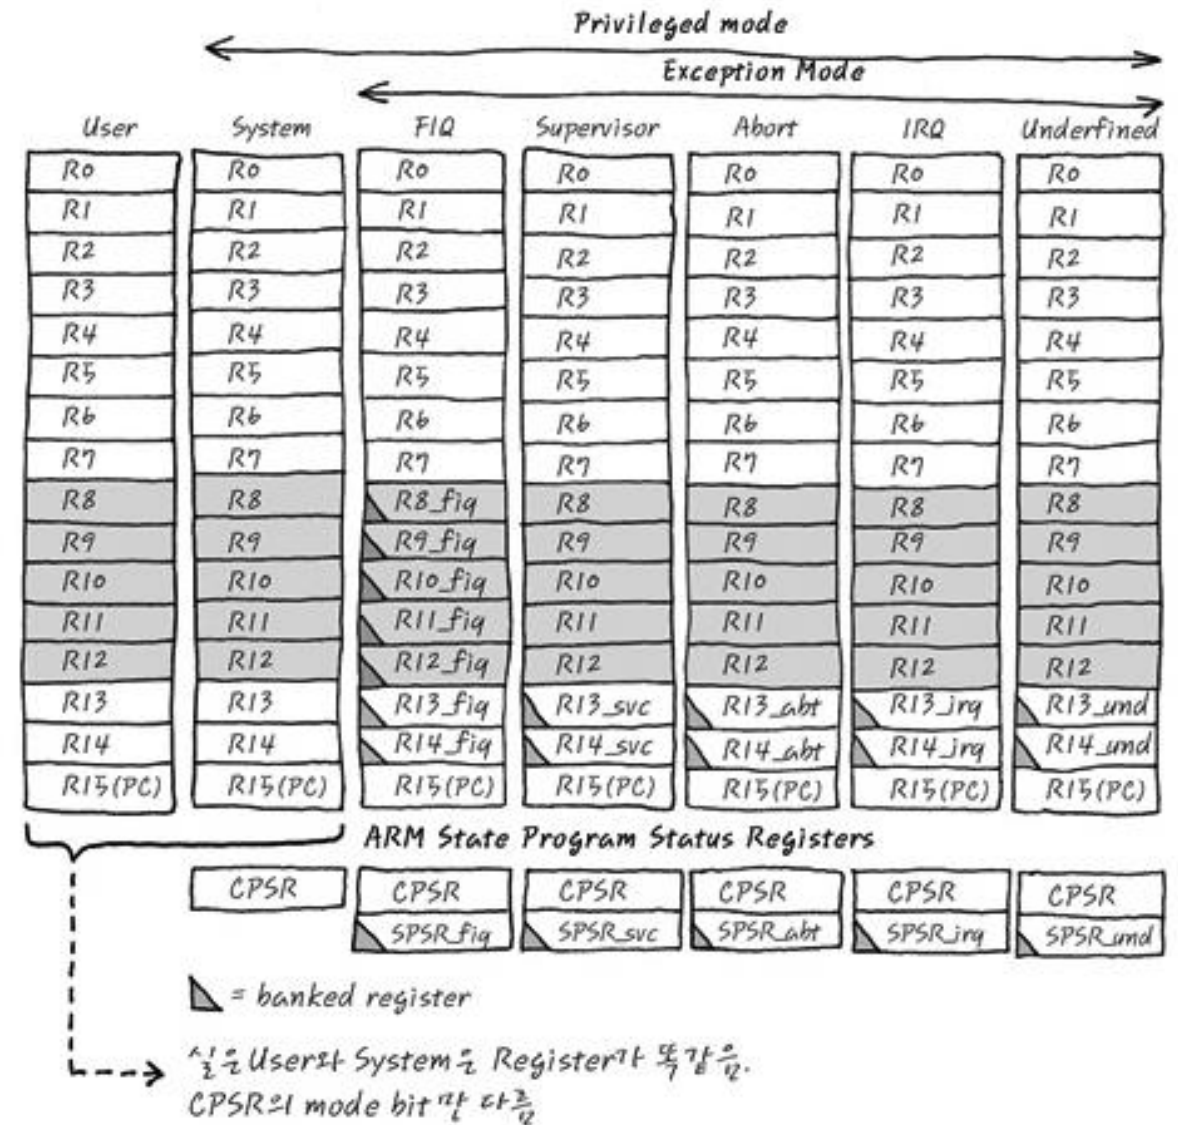 Privileged mode
Exception Mode
User System FIQ Supervisor Abort IRQ Underfined
R0 R0 R0 R0 R0 R0 R0
R1 R1 R1 R1 R1 R1 R1
R2 R2 R2 R2 R2 R2 R2
R3 R3 R3 R3 R3 R3 R3
R4 R4 R4 R4 R4 R4 R4
R5 R5 R5 R5 R5 R5 R5
R6 R6 R6 R6 R6 R6 R6
R7 R7 R7 R7 R7 R7 R7
R8 R8 R8_fiq R8 R8 R8 R8
R9 R9 R9_fiq R9 R9 R9 R9
R10 R10 R10_fiq R10 R10 R10 R10
R11 R11 R11_fiq R11 R11 R11 R11
R12 R12 R12_fiq R12 R12 R12 R12
R13 R13 R13_fiq R13_svc R13_abt R13_irq R13_und
R14 R14 R14_fiq R14_svc R14_abt R14_irq R14_und
R15(PC) R15(PC) R15(PC) R15(PC) R15(PC) R15(PC) R15(PC)
ARM State Program Status Registers
CPSR CPSR CPSR CPSR CPSR CPSR
SPSR_fiq SPSR_svc SPSR_abt SPSR_irq SPSR_und
= banked register
실은 User와 System은 Register가 똑같음.
CPSR의 mode bit만 다름